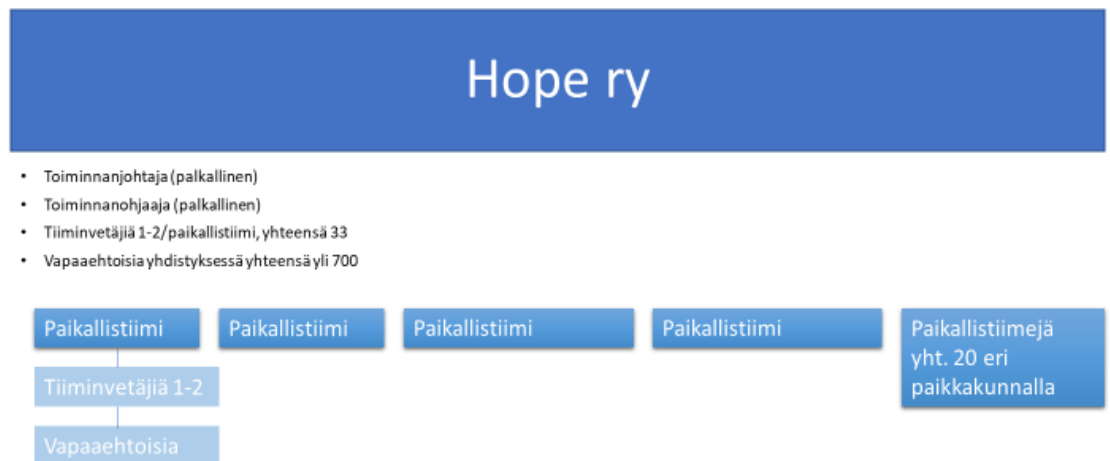 Hope ry
• Toiminnanjohtaja (palkallinen)
• Toiminnanohjaaja (palkallinen)
• Tiiminvetäjiä 1-2/paikallistiimi, yhteensä 33
• Vapaaehtoisia yhdistyksessä yhteensä yli 700
Paikallistiimi
Paikallistiimi
Paikallistiimi
Paikallistiimi
Paikallistiimejä
yht. 20 eri
paikkakunnalla
Tiiminvetäjiä 1-2
Vapaaehtoisia